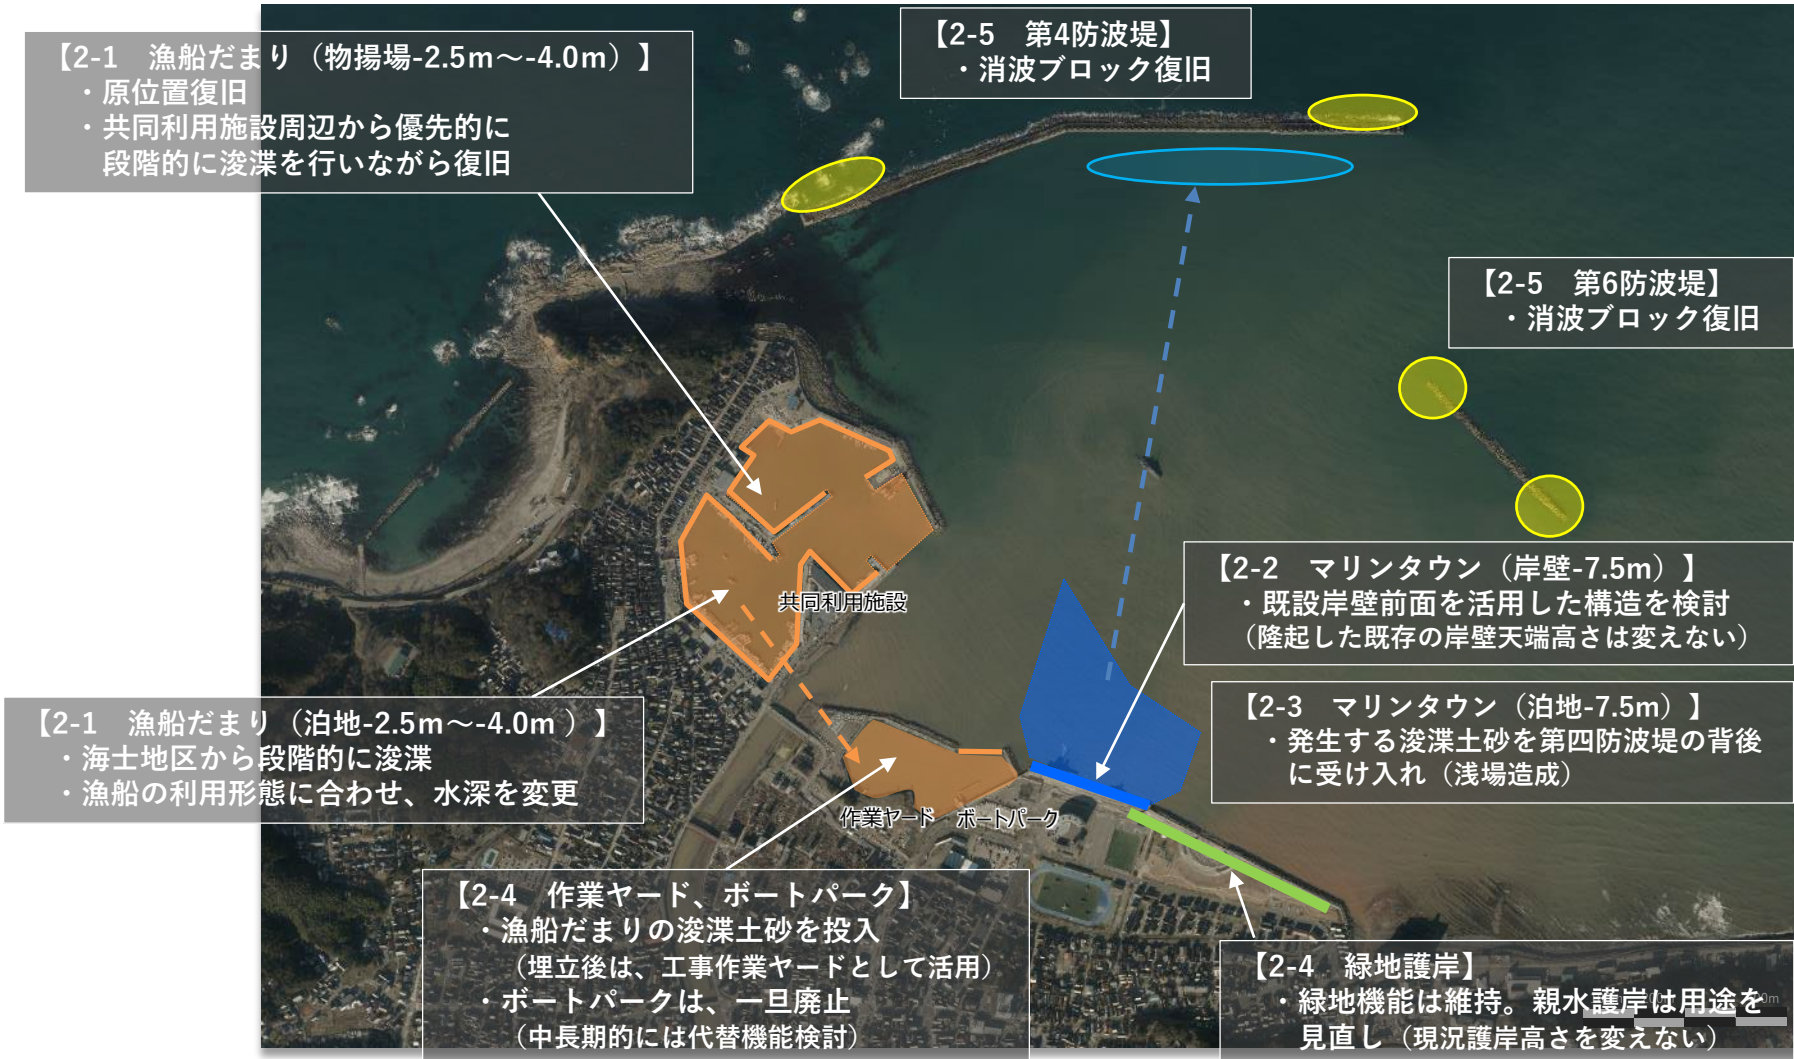 【2-1 漁船だまり（物揚場-2.5m～-4.0m）】
・原位置復旧
・共同利用施設周辺から優先的に
段階的に浚渫を行いながら復旧
【2-5 第4防波堤】
・消波ブロック復旧
【2-5 第6防波堤】
・消波ブロック復旧
共同利用施設
【2-2 マリンタウン（岸壁-7.5m）】
・既設岸壁前面を活用した構造を検討
（隆起した既存の岸壁天端高さは変えない）
【2-3 マリンタウン（泊地-7.5m）】
・発生する浚渫土砂を第四防波堤の背後
に受け入れ（浅場造成）
【2-1 漁船だまり（泊地-2.5m～-4.0m ）】
・海士地区から段階的に浚渫
・漁船の利用形態に合わせ、水深を変更
作業ヤード ボートパーク
【2-4 作業ヤード、ボートパーク】
・漁船だまりの浚渫土砂を投入
（埋立後は、工事作業ヤードとして活用）
・ボートパークは、一旦廃止
（中長期的には代替機能検討）
【2-4 緑地護岸】
・緑地機能は維持。親水護岸は用途を
見直し（現況護岸高さを変えない）